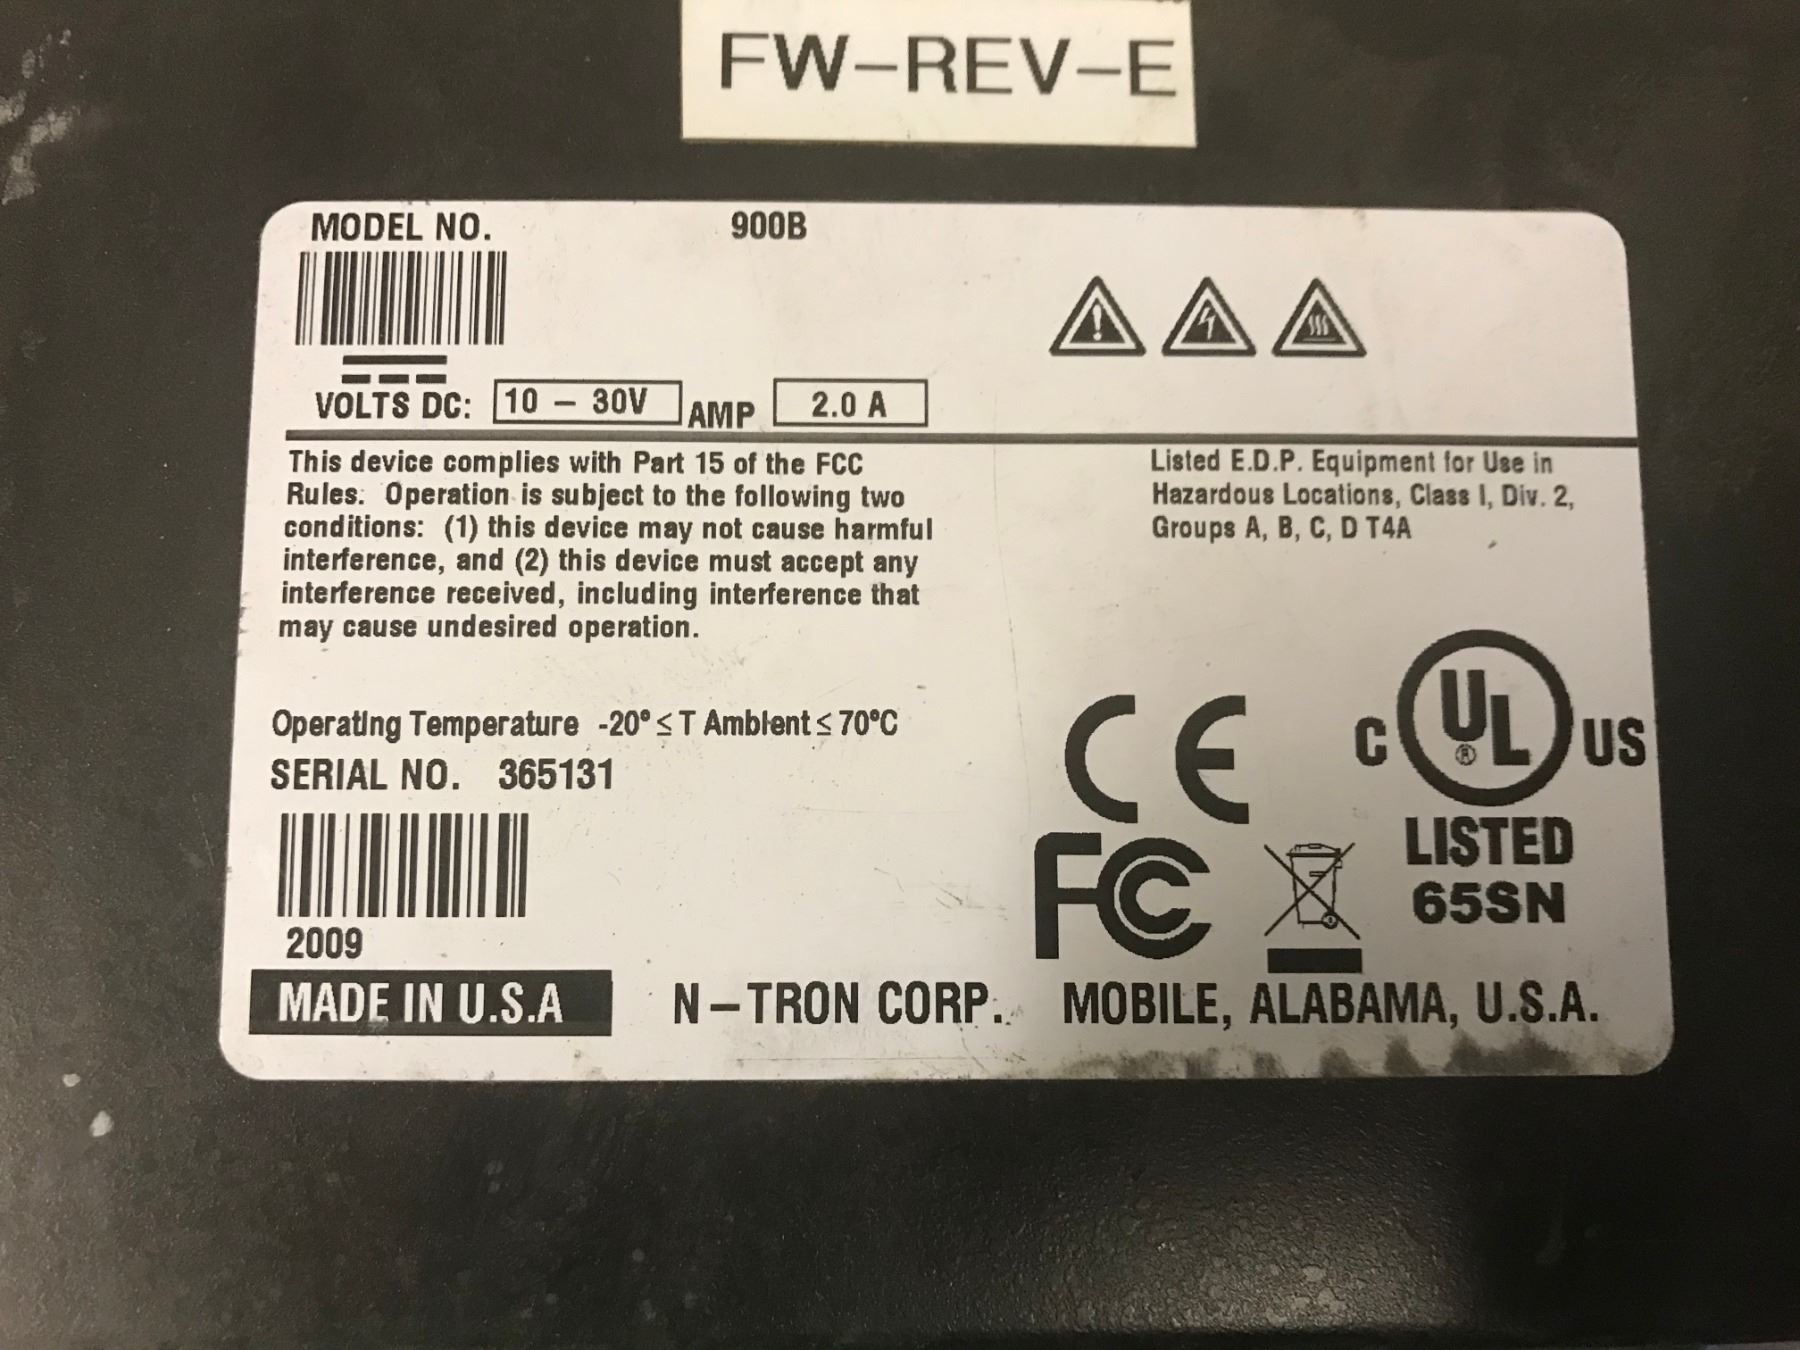 FW-REV-E
MODEL NO. 900B
VOLTS DC: 10 - 30V AMP 2.0 A
This device complies with Part 15 of the FCC
Rules: Operation is subject to the following two
conditions: (1) this device may not cause harmful
interference, and (2) this device must accept any
interference received, including interference that
may cause undesired operation.
Listed E.D.P. Equipment for Use in
Hazardous Locations, Class I, Div. 2,
Groups A, B, C, D T4A
Operating Temperature -20° ≤ T Ambient ≤ 70°C
SERIAL NO. 365131
2009
CE
C UL ® US
LISTED
65SN
FC
MADE IN U.S.A N-TRON CORP. MOBILE, ALABAMA, U.S.A.